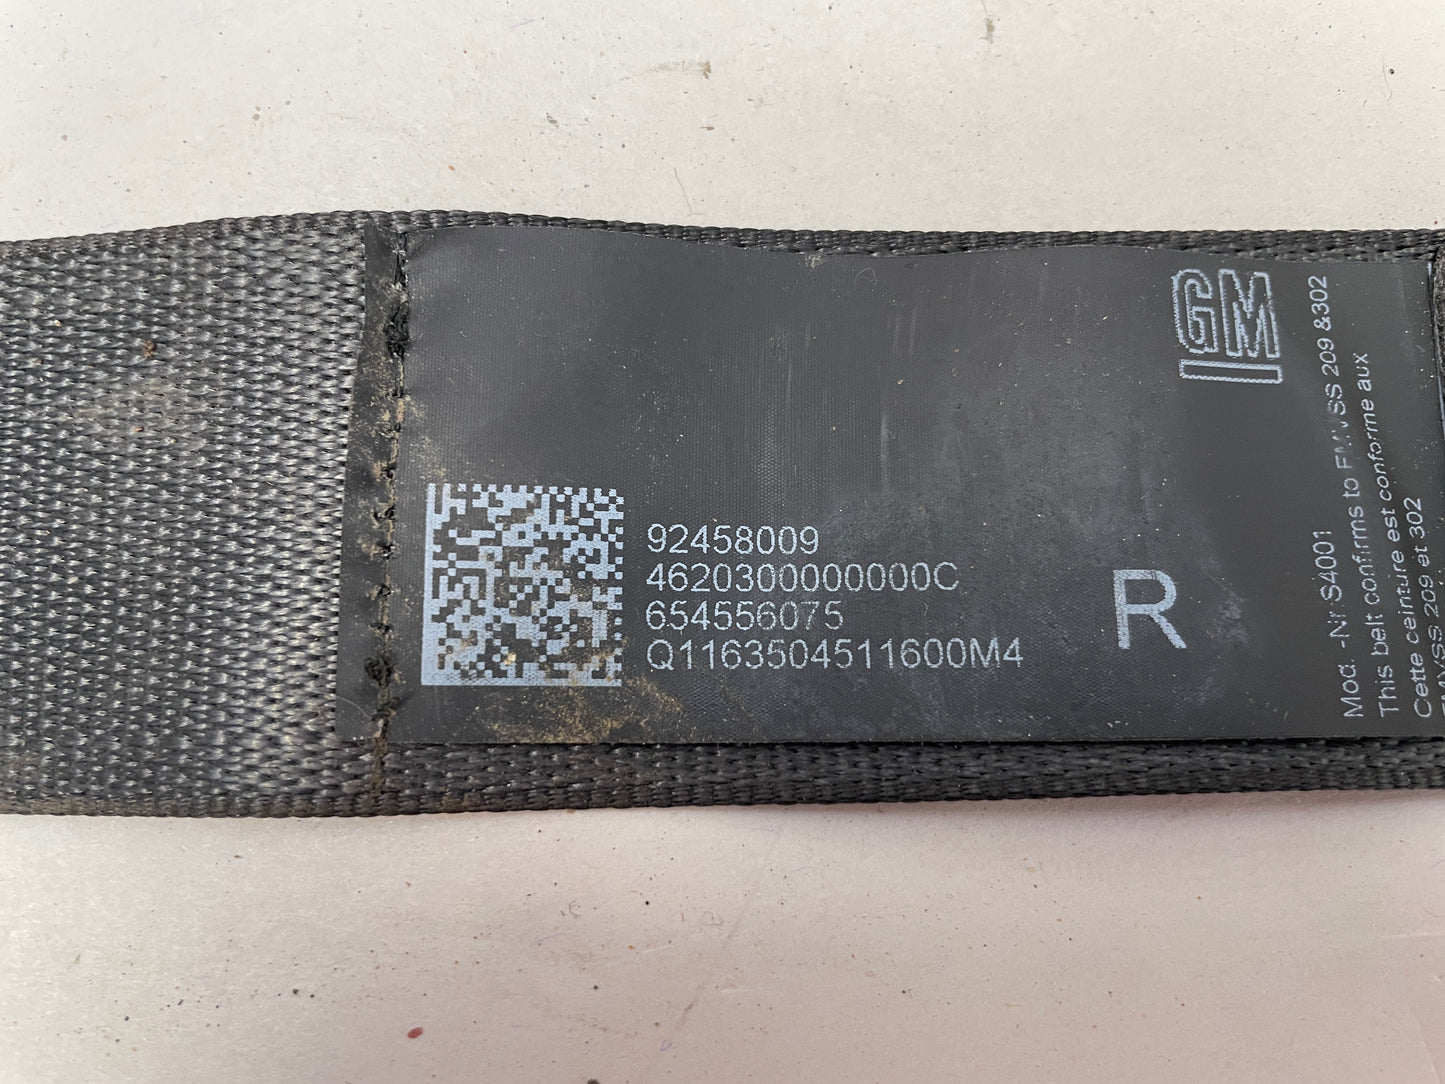 92458009
4620300000000C
654556075
Q1163504511600M4
R
GM
Mod. -Nr S4001
This belt confirms to FMVSS 209 &302
Cette ceinture est conforme aux
209 et 302